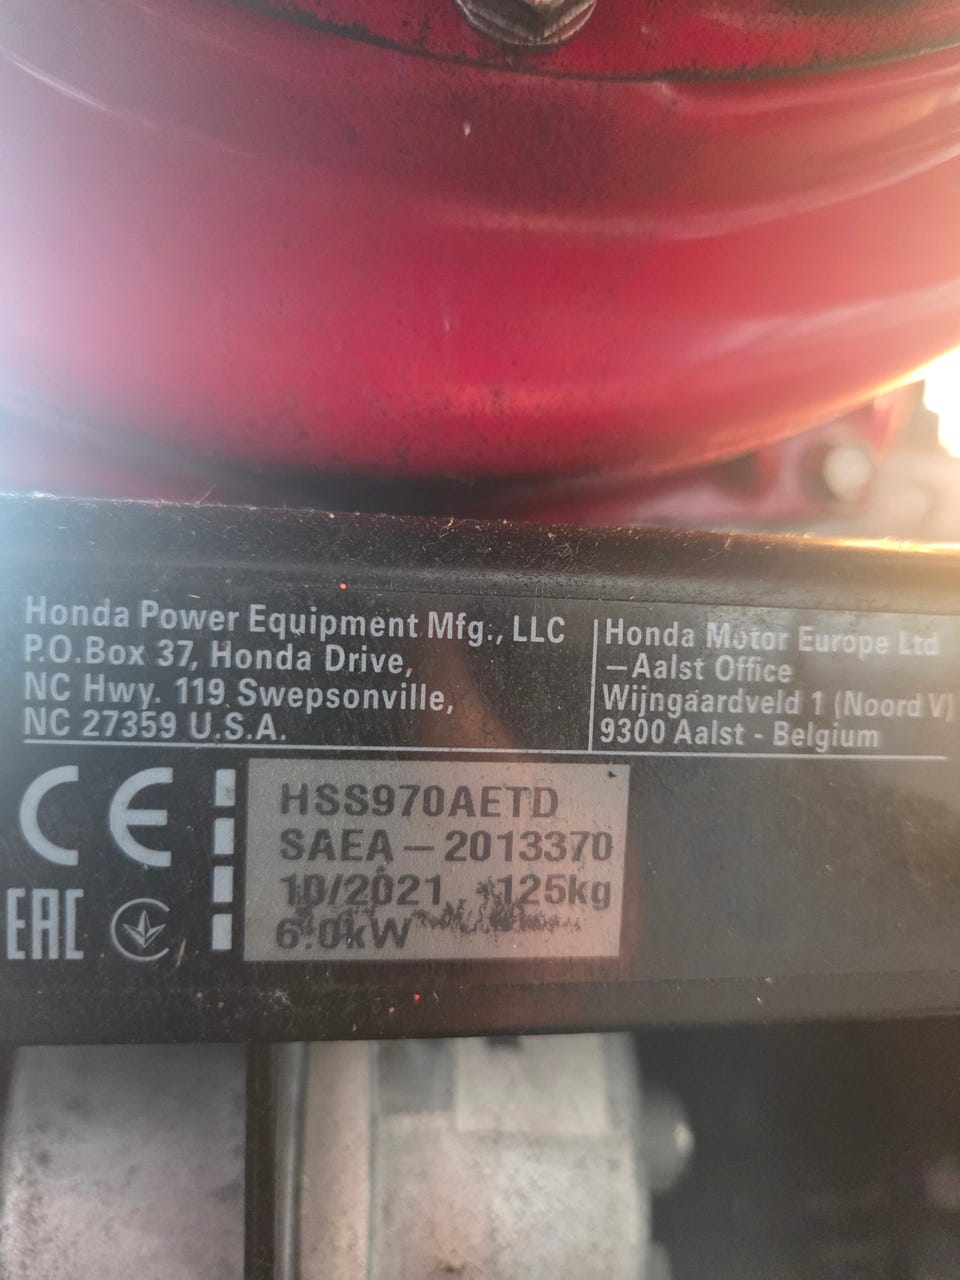 Honda Power Equipment Mfg., LLC
P.O.Box 37, Honda Drive,
NC Hwy. 119 Swepsonville,
NC 27359 U.S.A.
Honda Motor Europe Ltd
—Aalst Office
Wijngaardveld 1 (Noord V)
9300 Aalst - Belgium
CE
EAC
HSS970AETD
SAEA — 2013370
10/2021 125kg
6.0kW